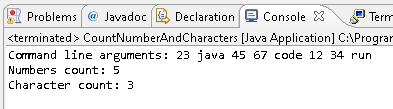 Problems @ Javadoc Declaration Console Term
<terminated> CountNumberAndCharacters [Java Application] C:\Program
Command line arguments: 23 java 45 67 code 12 34 run
Numbers count: 5
Character count: 3